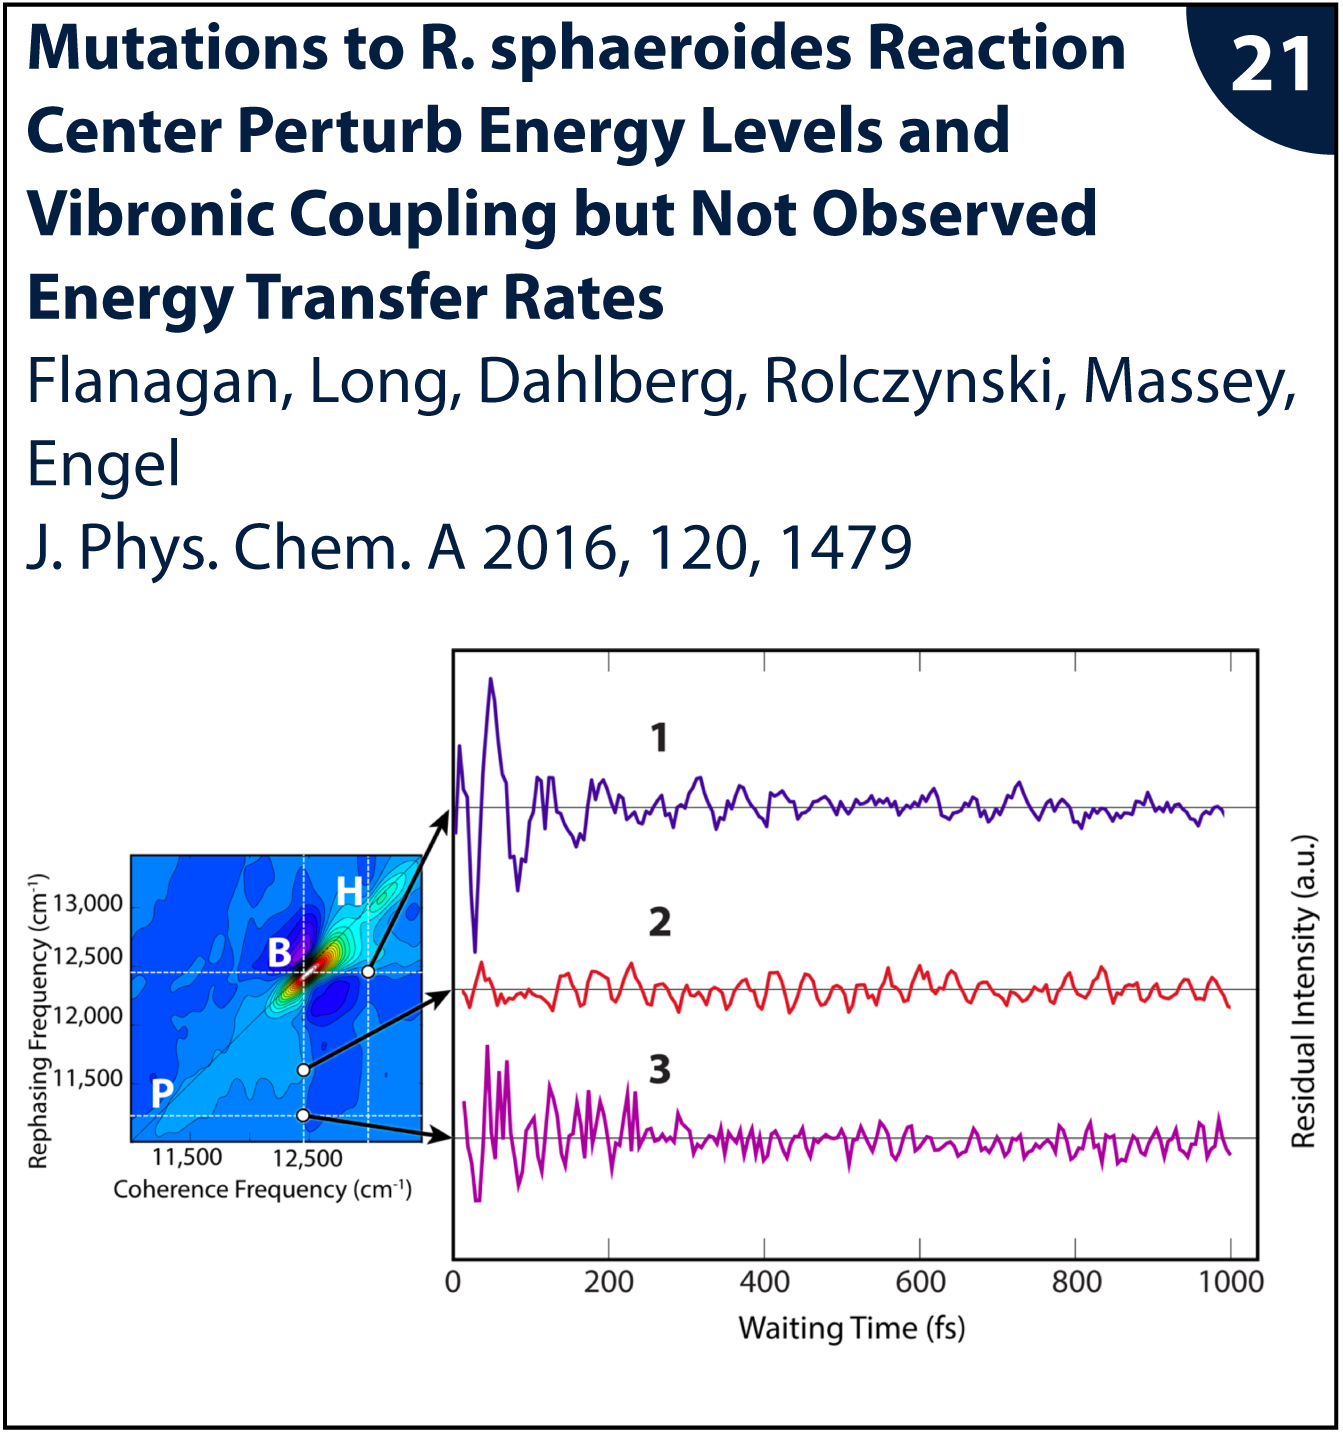 Mutations to R. sphaeroides Reaction
21
Center Perturb Energy Levels and
Vibronic Coupling but Not Observed
Energy Transfer Rates
Flanagan, Long, Dahlberg, Rolczynski, Massey,
Engel
J. Phys. Chem. A 2016, 120, 1479
Rephasing Frequency (cm⁻¹)
13,000
12,500
12,000
11,500
H
B
P
11,500 12,500
Coherence Frequency (cm⁻¹)
1
2
3
0 200 400 600 800 1000
Waiting Time (fs)
Residual Intensity (a.u.)